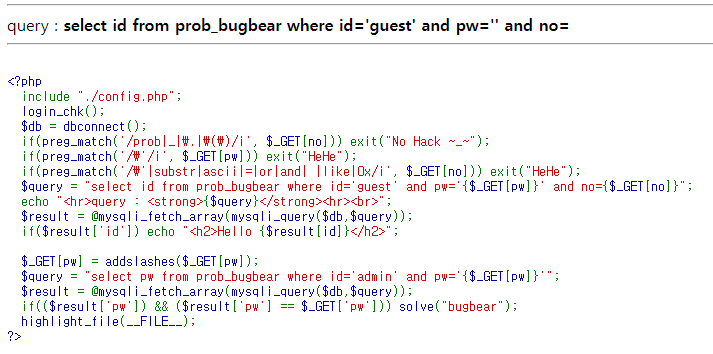 query : select id from prob_bugbear where id='guest' and pw='' and no=
<?php
include "./config.php";
login_chk();
$db = dbconnect();
if(preg_match('/prob|_|₩.|₩(₩)/i', $_GET[no])) exit("No Hack ~_~");
if(preg_match('/₩'/i', $_GET[pw])) exit("HeHe");
if(preg_match('/₩'|substr|ascii|=|or|and| |like|0x/i', $_GET[no])) exit("HeHe");
$query = "select id from prob_bugbear where id='guest' and pw='{$_GET[pw]}' and no={$_GET[no]}";
echo "<hr>query : <strong>{$query}</strong><hr><br>";
$result = @mysqli_fetch_array(mysqli_query($db,$query));
if($result['id']) echo "<h2>Hello {$result[id]}</h2>";
$_GET[pw] = addslashes($_GET[pw]);
$query = "select pw from prob_bugbear where id='admin' and pw='{$_GET[pw]}'";
$result = @mysqli_fetch_array(mysqli_query($db,$query));
if(($result['pw']) && ($result['pw'] == $_GET['pw'])) solve("bugbear");
highlight_file(__FILE__);
?>